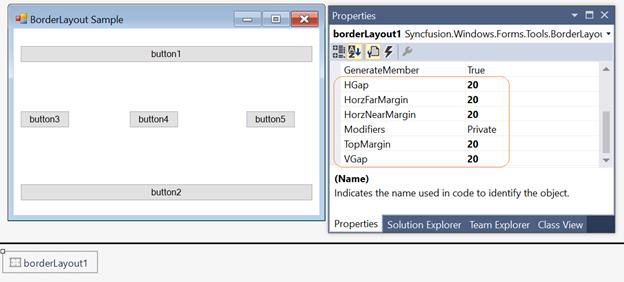 BorderLayout Sample
button1
button3 button4 button5
button2
Properties
borderLayout1 Syncfusion.Windows.Forms.Tools.BorderLayou
GenerateMember True
HGap 20
HorzFarMargin 20
HorzNearMargin 20
Modifiers Private
TopMargin 20
VGap 20
(Name)
Indicates the name used in code to identify the object.
Properties Solution Explorer Team Explorer Class View
borderLayout1